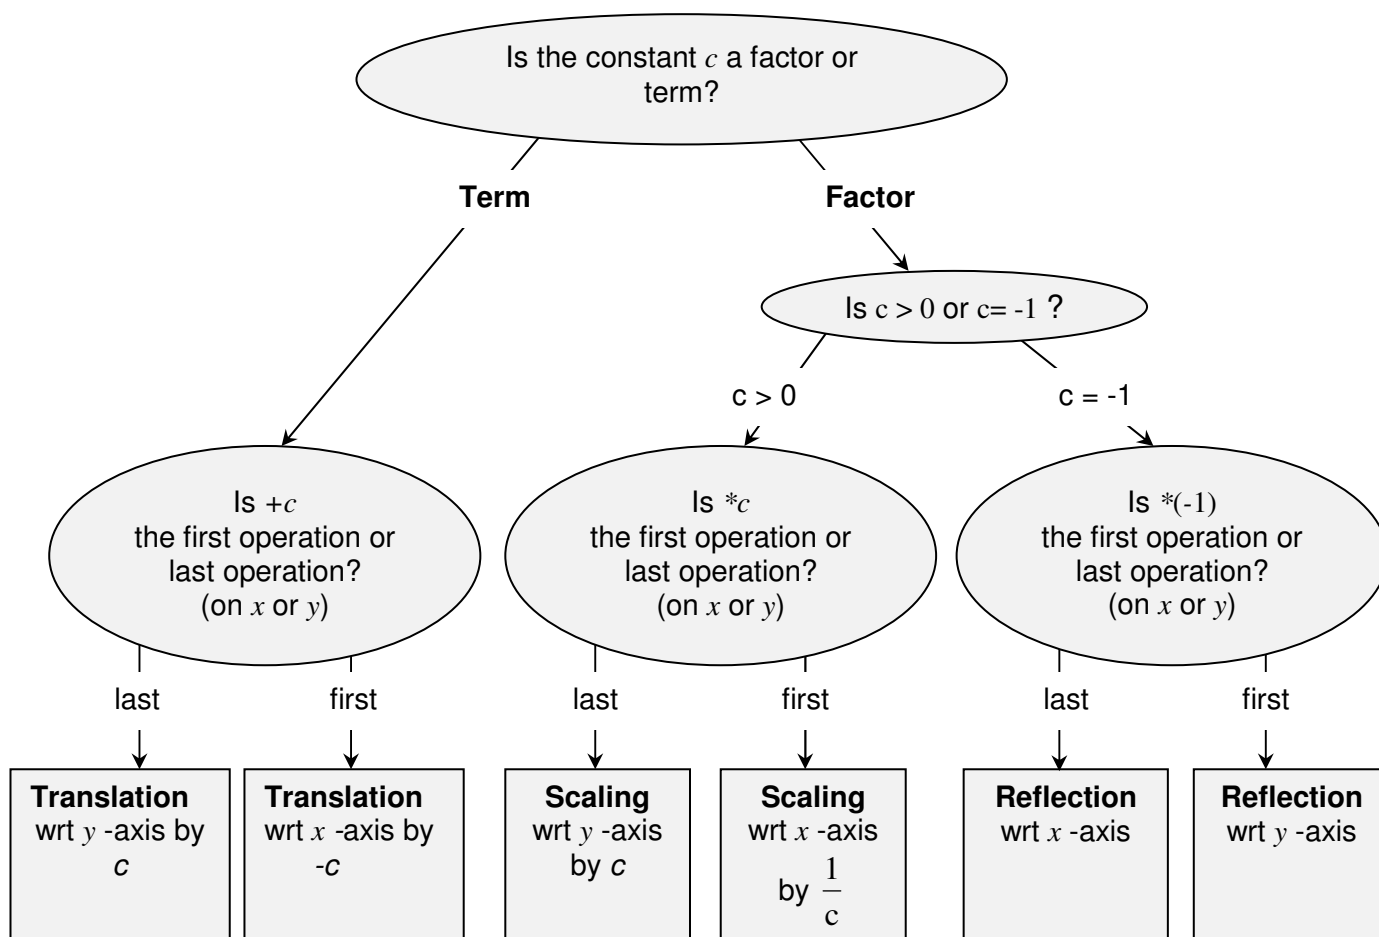 Is the constant c a factor or
term?
Term
Factor
Is c > 0 or c= -1 ?
c > 0
c = -1
Is +c
the first operation or
last operation?
(on x or y)
Is *c
the first operation or
last operation?
(on x or y)
Is *(-1)
the first operation or
last operation?
(on x or y)
last
first
last
first
last
first
Translation
wrt y -axis by
c
Translation
wrt x -axis by
-c
Scaling
wrt y -axis
by c
Scaling
wrt x -axis
by 1/c
Reflection
wrt x -axis
Reflection
wrt y -axis